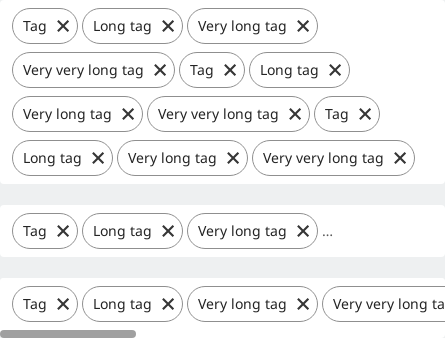 Tag Long tag Very long tag
Very very long tag Tag Long tag
Very long tag Very very long tag Tag
Long tag Very long tag Very very long tag
Tag Long tag Very long tag ...
Tag Long tag Very long tag Very very long ta